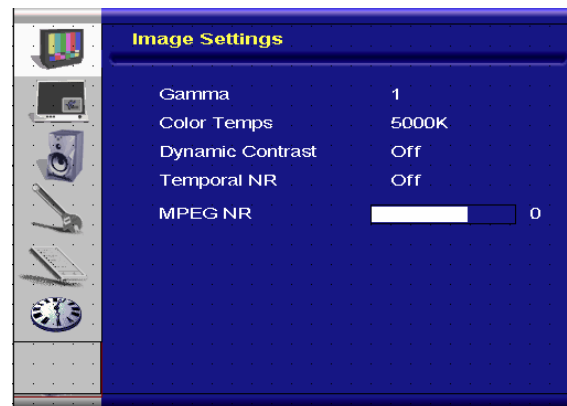 Image Settings
Gamma 1
Color Temps 5000K
Dynamic Contrast Off
Temporal NR Off
MPEG NR 0